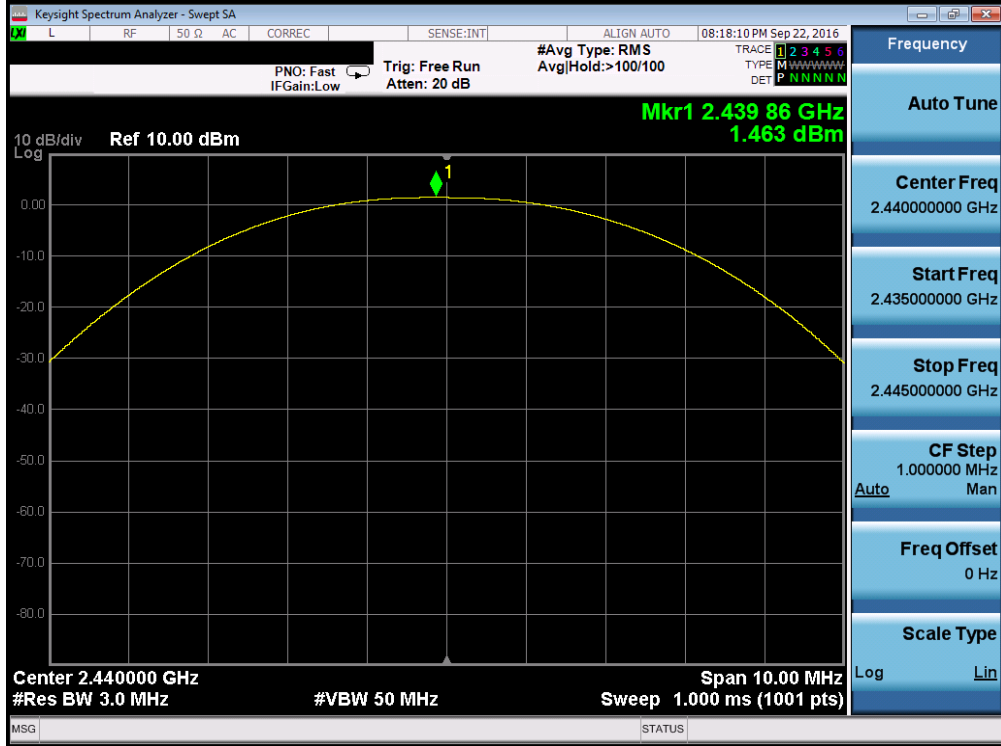 Keysight Spectrum Analyzer - Swept SA
LXI L RF 50 Ω AC CORREC SENSE:INT ALIGN AUTO 08:18:10 PM Sep 22, 2016
PNO: Fast
IFGain:Low
Trig: Free Run
Atten: 20 dB
#Avg Type: RMS
Avg|Hold:>100/100
TRACE 1 2 3 4 5 6
TYPE M WWWWW
DET P N N N N N
Mkr1 2.439 86 GHz
1.463 dBm
10 dB/div Ref 10.00 dBm
Log
1
0.00
-10.0
-20.0
-30.0
-40.0
-50.0
-60.0
-70.0
-80.0
Center 2.440000 GHz Span 10.00 MHz
#Res BW 3.0 MHz #VBW 50 MHz Sweep 1.000 ms (1001 pts)
MSG STATUS
Frequency
Auto Tune
Center Freq
2.440000000 GHz
Start Freq
2.435000000 GHz
Stop Freq
2.445000000 GHz
CF Step
1.000000 MHz
Auto Man
Freq Offset
0 Hz
Scale Type
Log Lin